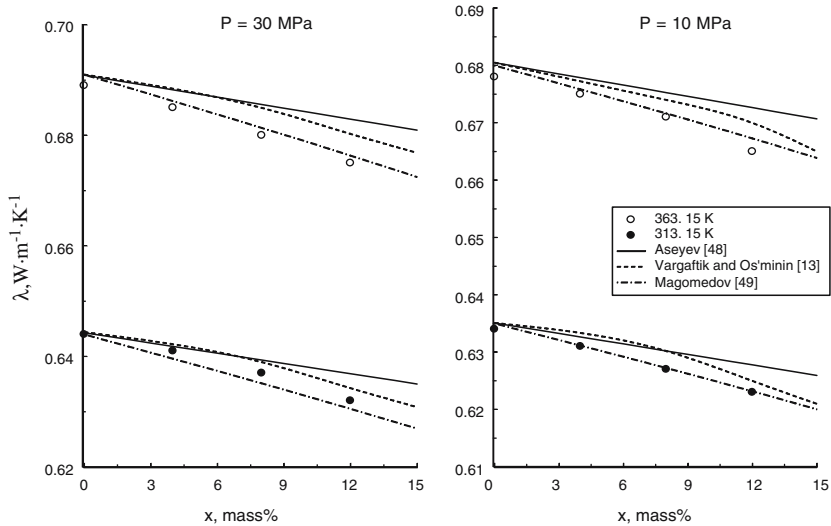 P = 30 MPa
0.70
0.68
0.66
0.64
0.62
λ,W·m⁻¹·K⁻¹
0 3 6 9 12 15
x, mass%
P = 10 MPa
0.69
0.68
0.67
0.66
0.65
0.64
0.63
0.62
0.61
363. 15 K
313. 15 K
Aseyev [48]
Vargaftik and Os'minin [13]
Magomedov [49]
0 3 6 9 12 15
x, mass%